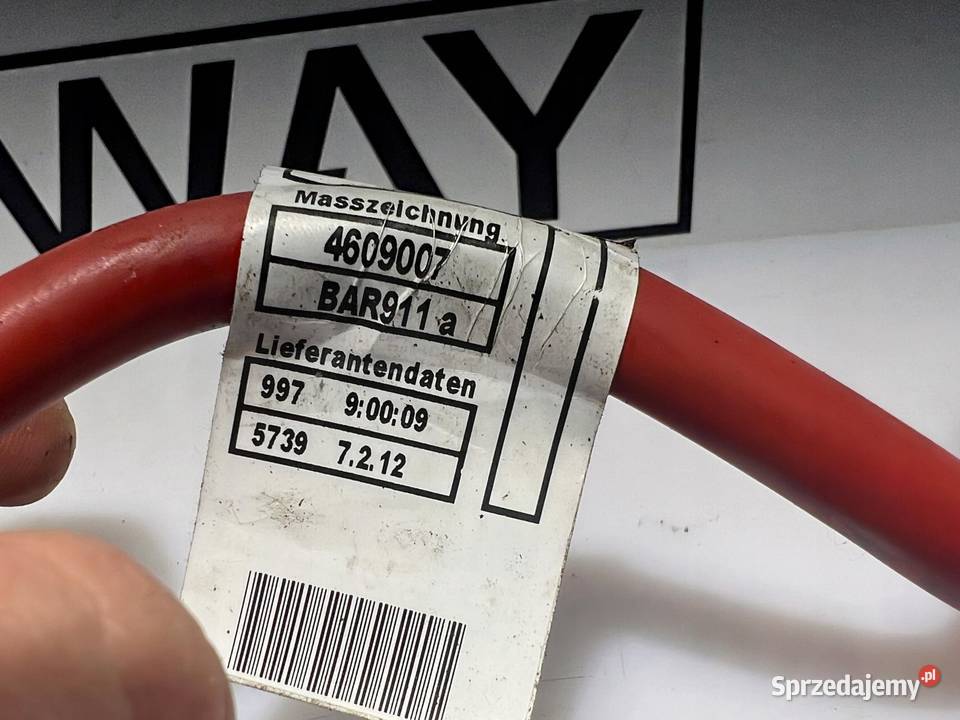 WAY
Masszeichnung
4609007
BAR911 a
Lieferantendaten
997 9:00:09
5739 7.2.12
Sprzedajemy.pl